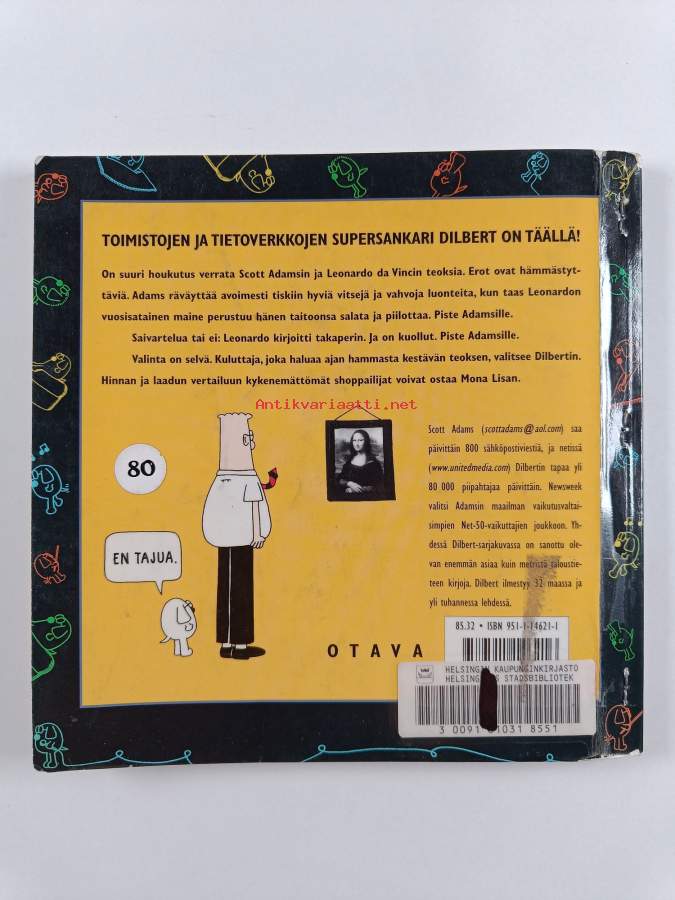 TOIMISTOJEN JA TIETOVERKKOJEN SUPERSANKARI DILBERT ON TÄÄLLÄ!
On suuri houkutus verrata Scott Adamsin ja Leonardo da Vincin teoksia. Erot ovat hämmästyt-
täviä. Adams räväyttää avoimesti tiskiin hyviä vitsejä ja vahvoja luonteita, kun taas Leonardon
vuosisatainen maine perustuu hänen taitoonsa salata ja piilottaa. Piste Adamsille.
Saivartelua tai ei: Leonardo kirjoitti takaperin. Ja on kuollut. Piste Adamsille.
Valinta on selvä. Kuluttaja, joka haluaa ajan hammasta kestävän teoksen, valitsee Dilbertin.
Hinnan ja laadun vertailuun kykenemättömät shoppailijat voivat ostaa Mona Lisan.
Antikvariaatti.net
80
EN TAJUA.
Scott Adams (scottadams@aol.com) saa
päivittäin 800 sähköpostiviestiä, ja netissä
(www.unitedmedia.com) Dilbertin tapaa yli
80 000 piipahtajaa päivittäin. Newsweek
valitsi Adamsin maailman vaikutusvaltai-
simpien Net-50-vaikuttajien joukkoon. Yh-
dessä Dilbert-sarjakuvassa on sanottu ole-
van enemmän asiaa kuin metristä taloustie-
teen kirjoja. Dilbert ilmestyy 32 maassa ja
yli tuhannessa lehdessä.
85.32 • ISBN 951-1-14621-1
OTAVA
HELSINGIN KAUPUNGINKIRJASTO
STADSBIBLIOTEK
3 0091 01031 8551